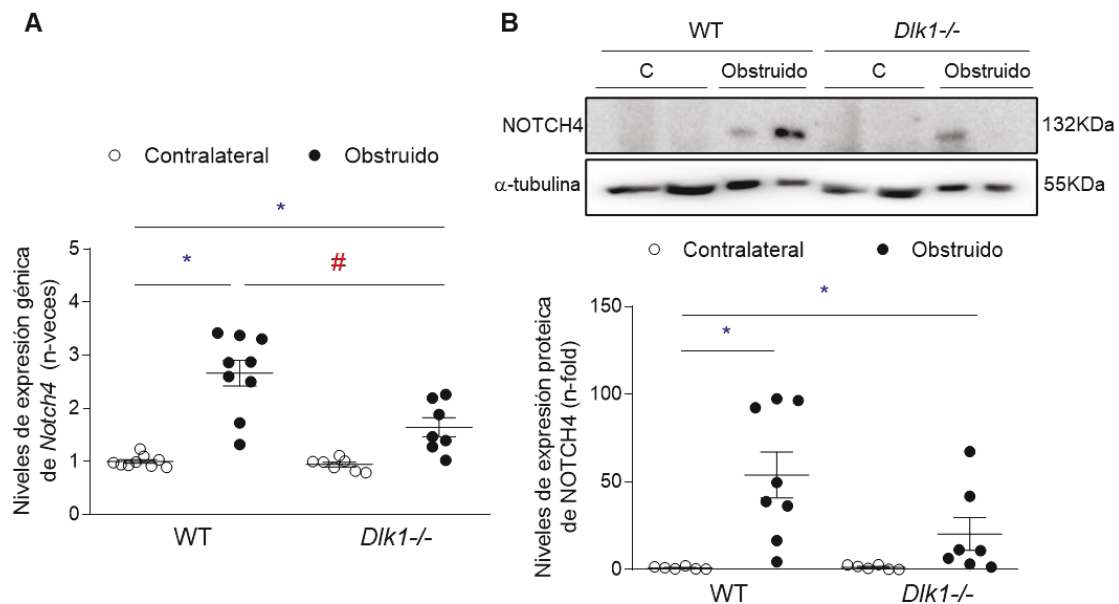 A
Contralateral
Obstruido
*
*
#
Niveles de expresión génica
de Notch4 (n-veces)
5
4
3
2
1
0
WT
Dlk1-/-
B
WT
Dlk1-/-
C
Obstruido
C
Obstruido
NOTCH4
132KDa
α-tubulina
55KDa
Contralateral
Obstruido
*
*
Niveles de expresión proteica
de NOTCH4 (n-fold)
150
100
50
0
WT
Dlk1-/-